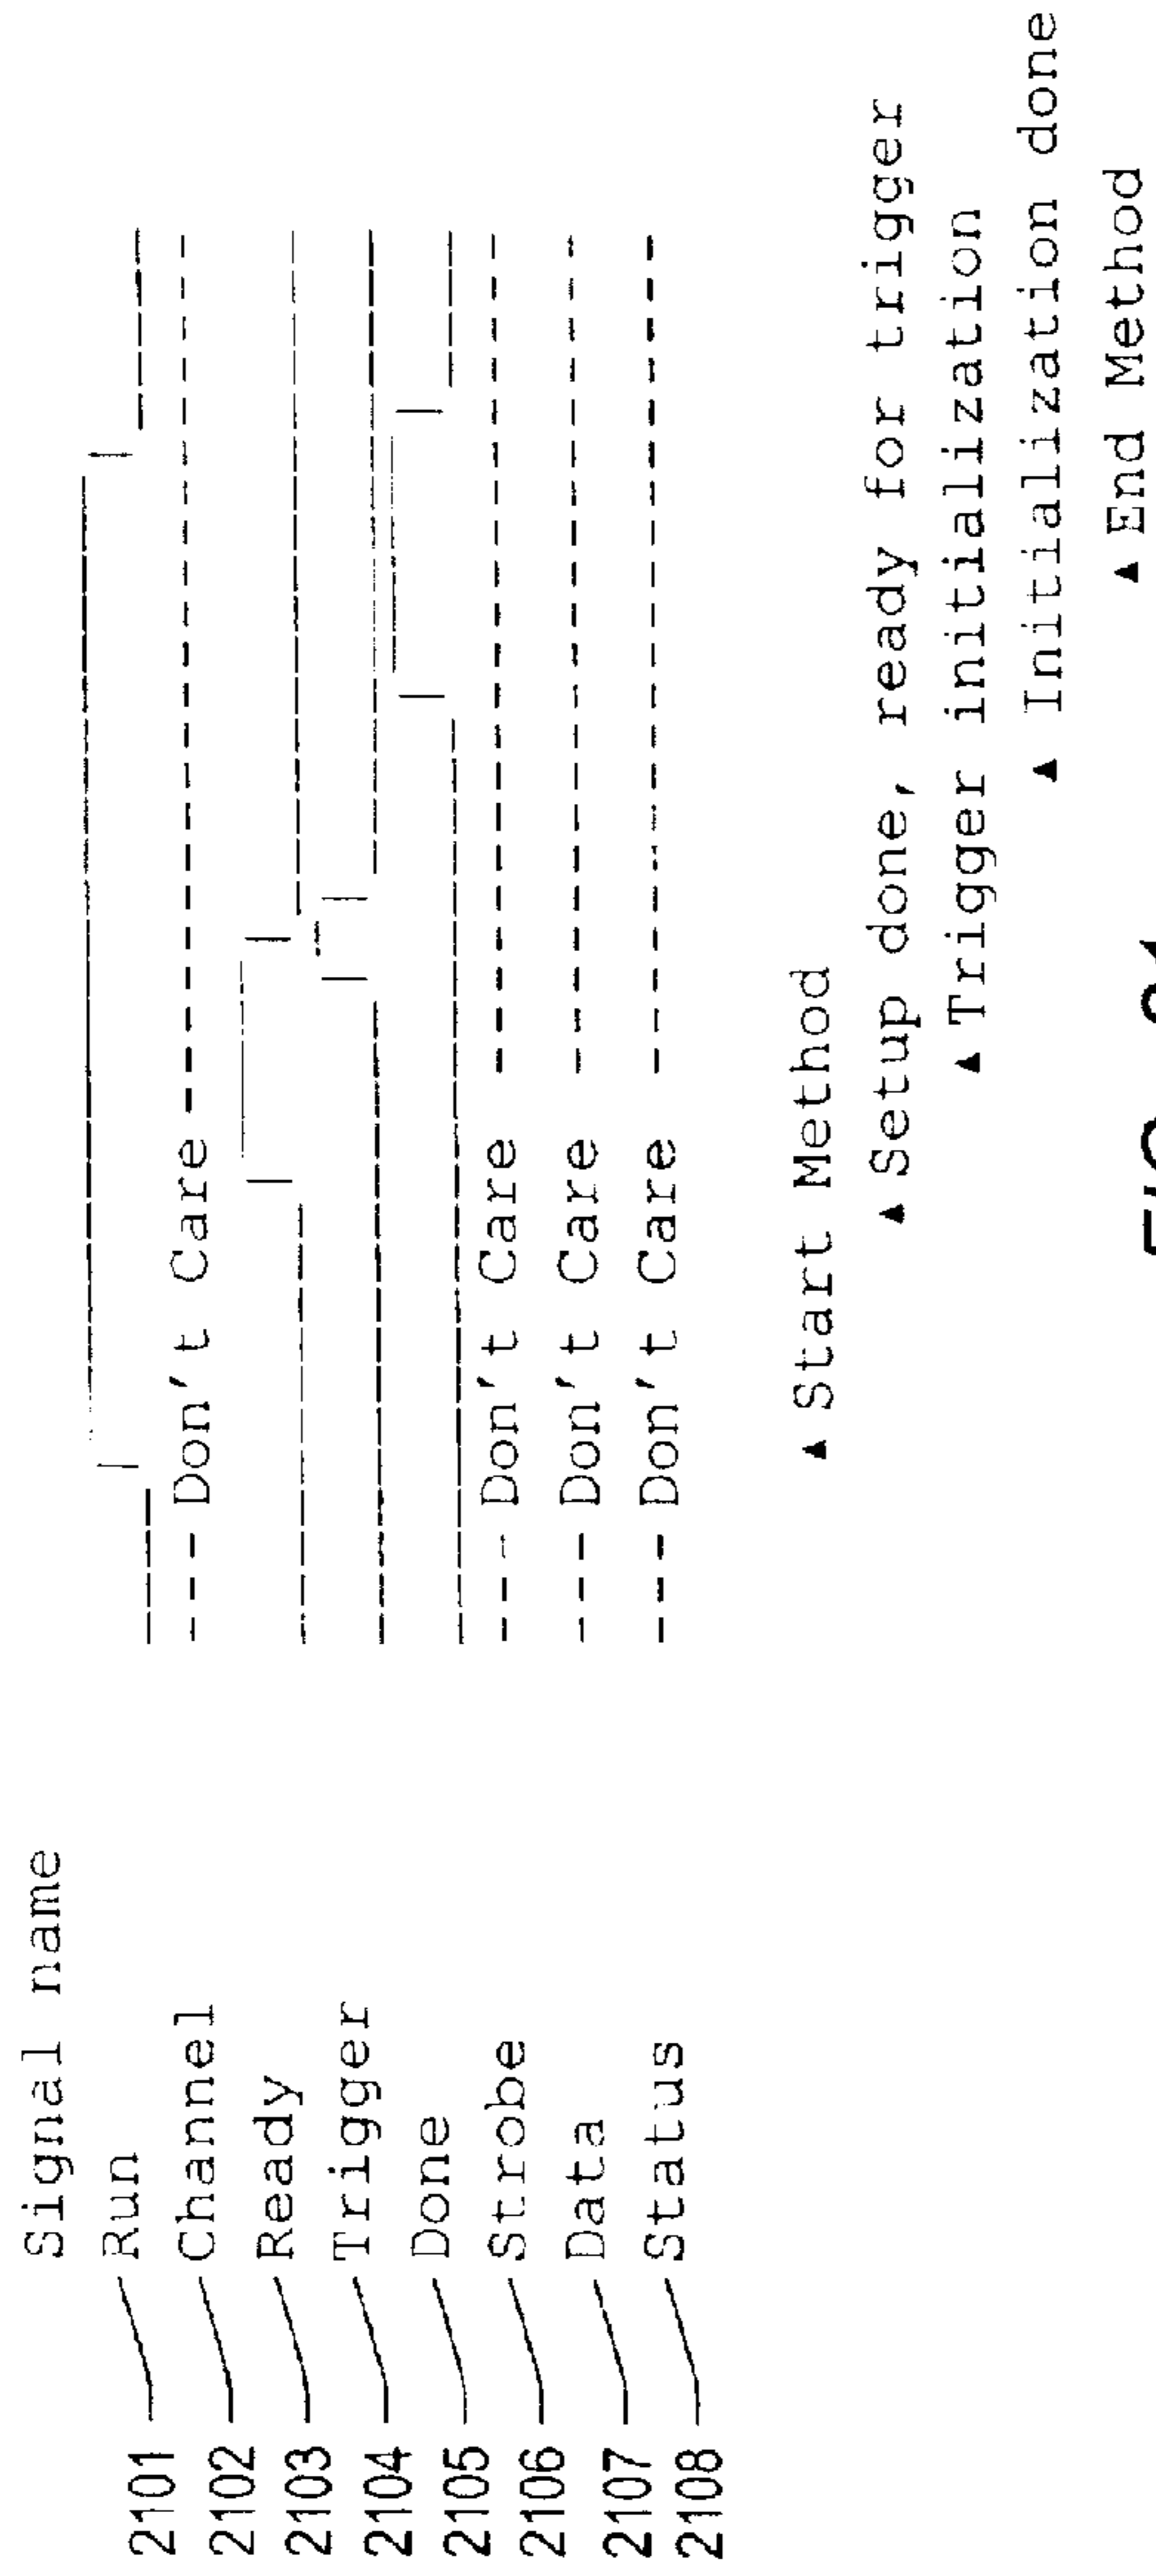 Signal name
2101 Run
2102 Channel --- Don't Care
2103 Ready
2104 Trigger
2105 Done
2106 Strobe --- Don't Care
2107 Data --- Don't Care
2108 Status --- Don't Care
▲ Start Method
▲ Setup done, ready for trigger
▲ Trigger initialization
▲ Initialization done
▲ End Method